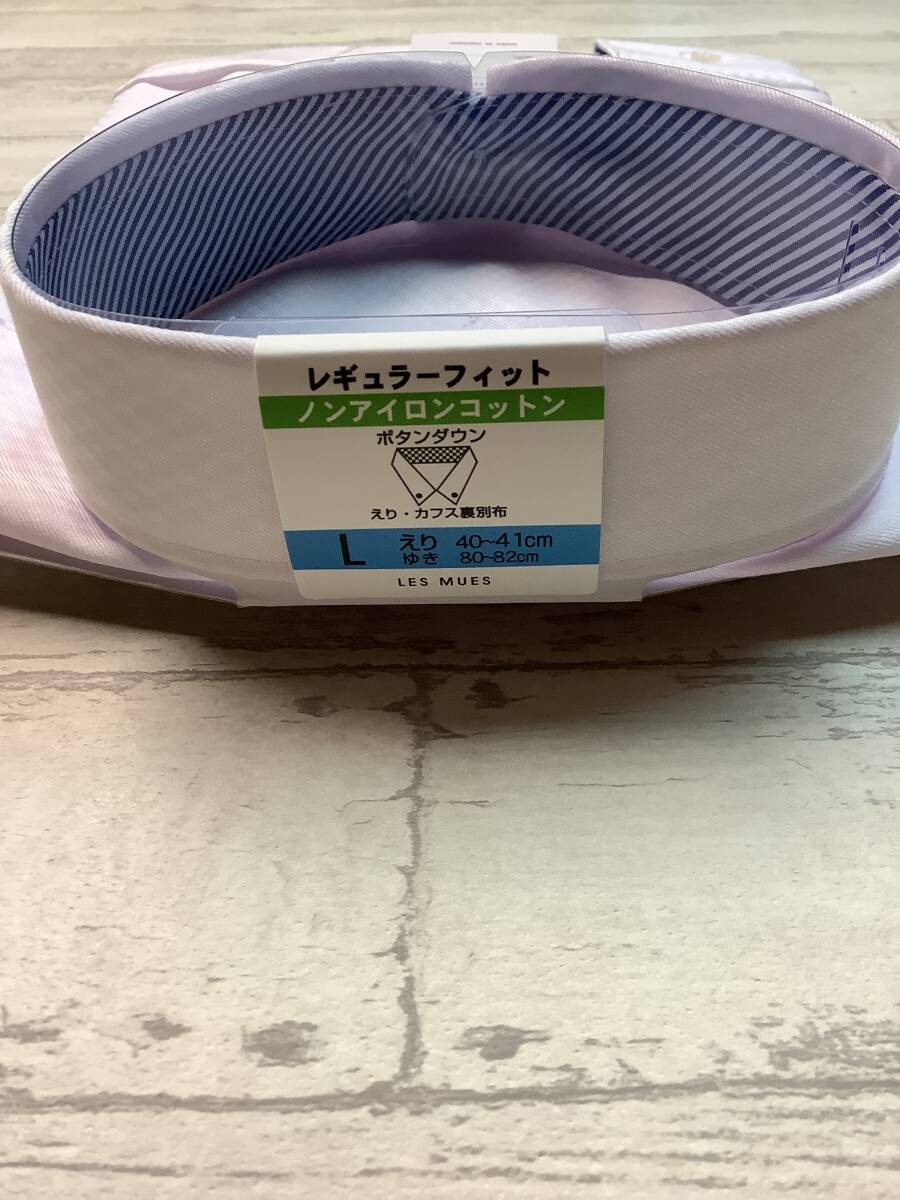 レギュラーフィット
ノンアイロンコットン
ボタンダウン
えり・カフス裏別布
L えり 40~41cm
ゆき 80~82cm
LES MUES